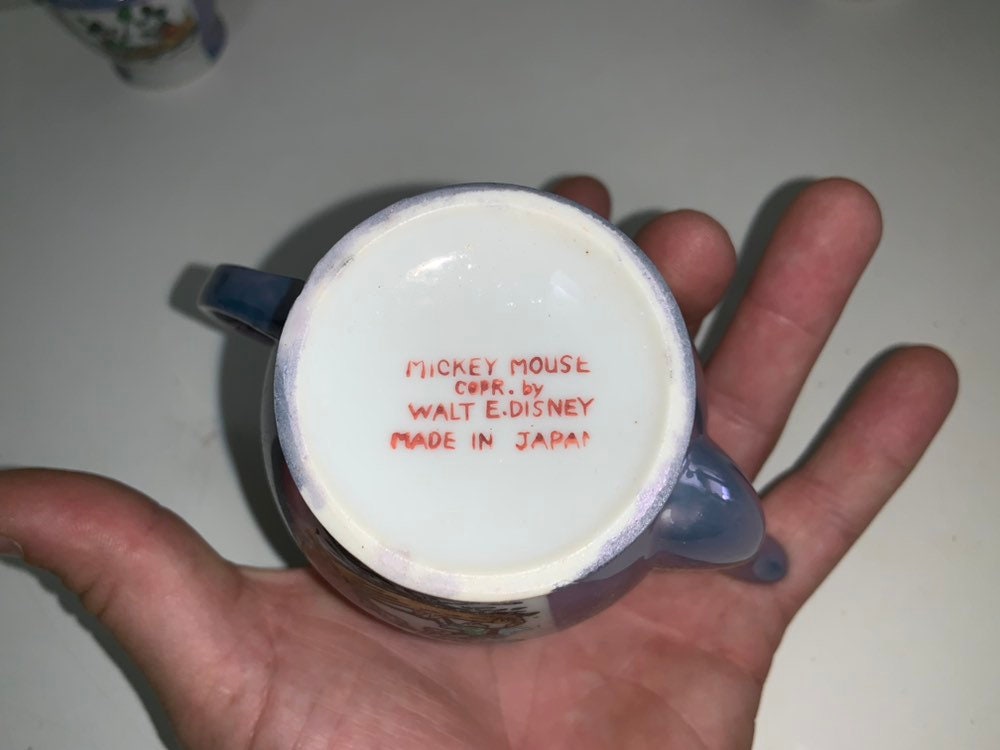 MICKEY MOUSE
COPR. by
WALT E. DISNEY
MADE IN JAPAN